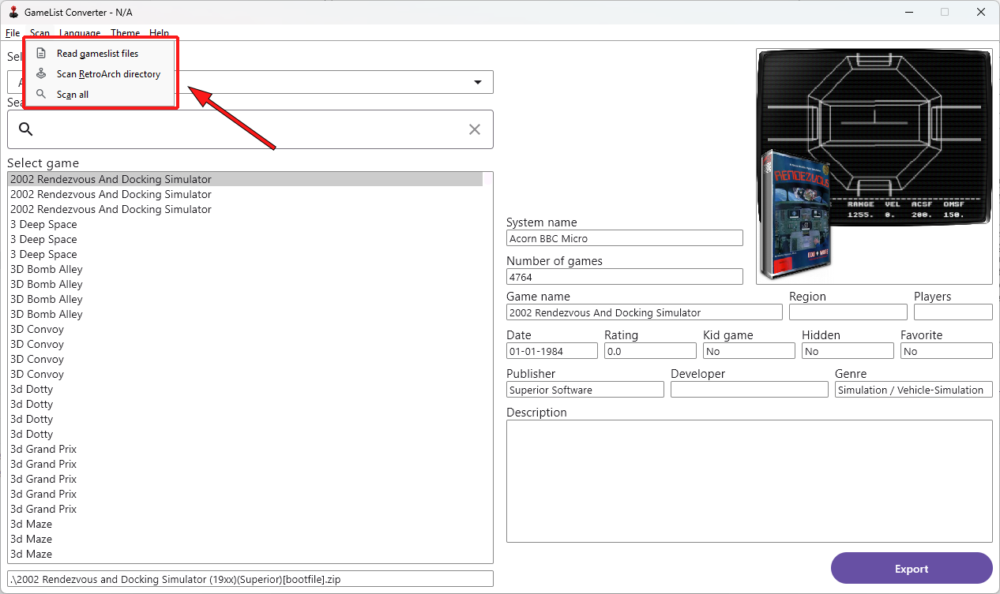 GameList Converter - N/A
File Scan Language Theme Help
Read gameslist files
Scan RetroArch directory
Scan all
Select game
2002 Rendezvous And Docking Simulator
2002 Rendezvous And Docking Simulator
2002 Rendezvous And Docking Simulator
3 Deep Space
3 Deep Space
3 Deep Space
3D Bomb Alley
3D Bomb Alley
3D Bomb Alley
3D Bomb Alley
3D Convoy
3D Convoy
3D Convoy
3D Convoy
3d Dotty
3d Dotty
3d Dotty
3d Dotty
3d Grand Prix
3d Grand Prix
3d Grand Prix
3d Grand Prix
3d Grand Prix
3d Maze
3d Maze
3d Maze
.\2002 Rendezvous and Docking Simulator (19xx)(Superior)[bootfile].zip
RANGE VEL ACSF OMSF
1255. 0. 200. 150.
RENDEZVOUS
EDU WARE
System name
Acorn BBC Micro
Number of games
4764
Game name Region Players
2002 Rendezvous And Docking Simulator
Date Rating Kid game Hidden Favorite
01-01-1984 0.0 No No No
Publisher Developer Genre
Superior Software Simulation / Vehicle-Simulation
Description
Export